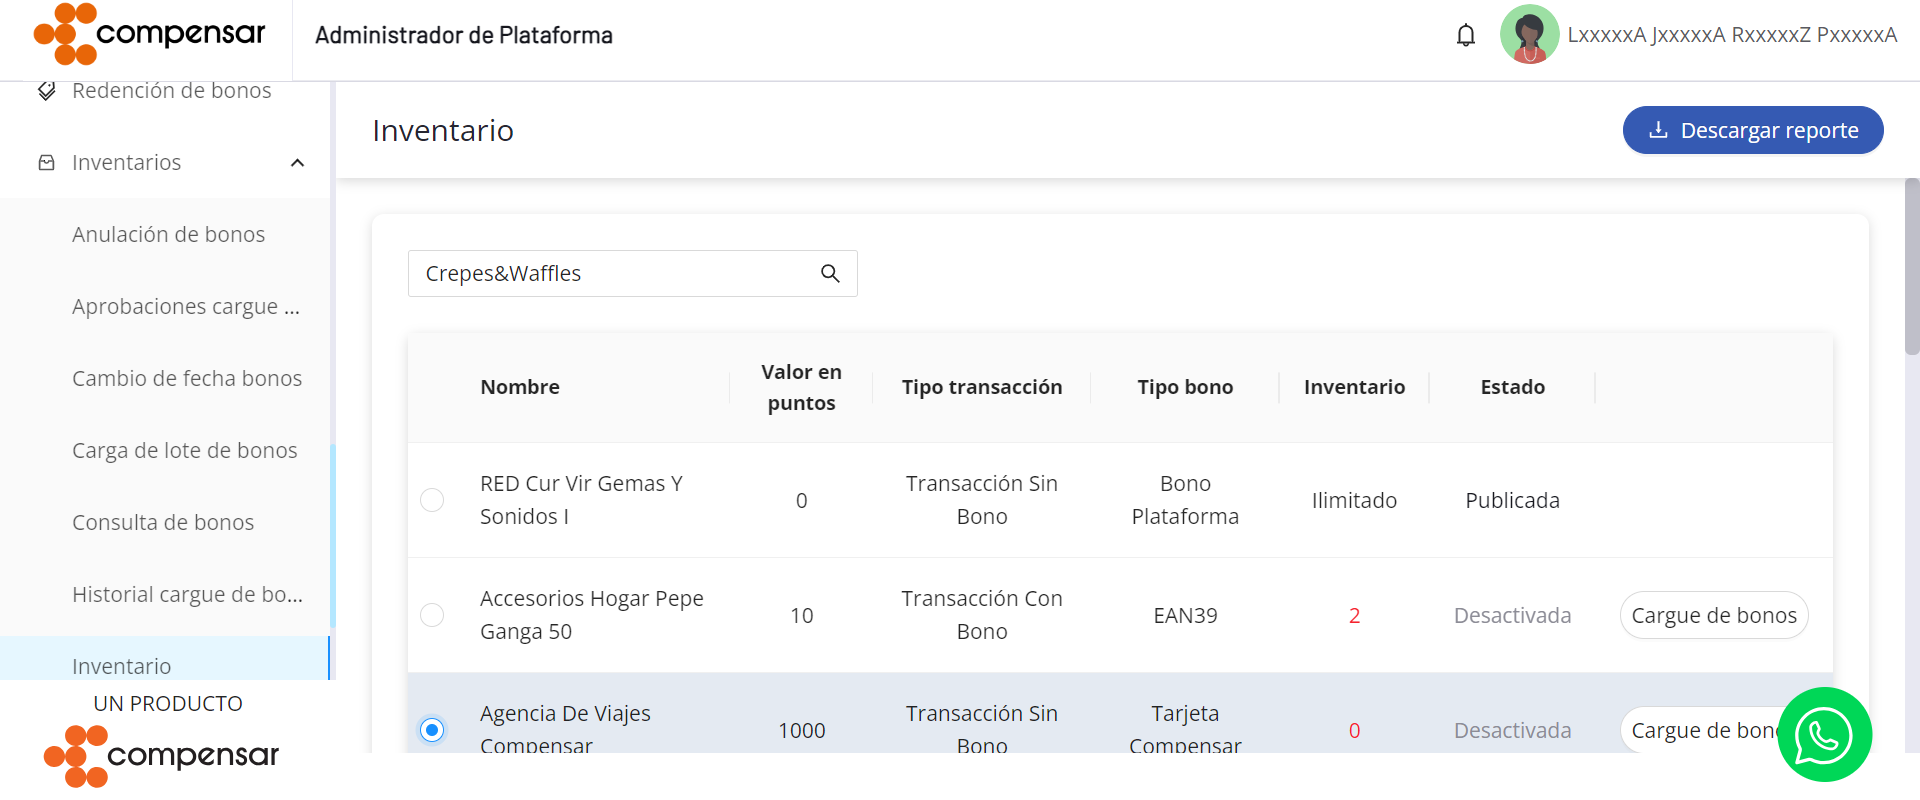 compensar
Administrador de Plataforma
LxxxxxA JxxxxxA RxxxxxZ PxxxxxA
Redención de bonos
Inventarios
Anulación de bonos
Aprobaciones cargue ...
Cambio de fecha bonos
Carga de lote de bonos
Consulta de bonos
Historial cargue de bo...
Inventario
UN PRODUCTO
compensar
Inventario
Descargar reporte
Crepes&Waffles
Nombre
Valor en
puntos
Tipo transacción
Tipo bono
Inventario
Estado
RED Cur Vir Gemas Y
Sonidos I
0
Transacción Sin
Bono
Bono
Plataforma
Ilimitado
Publicada
Accesorios Hogar Pepe
Ganga 50
10
Transacción Con
Bono
EAN39
2
Desactivada
Cargue de bonos
Agencia De Viajes
Compensar
1000
Transacción Sin
Bono
Tarjeta
Compensar
0
Desactivada
Cargue de bon